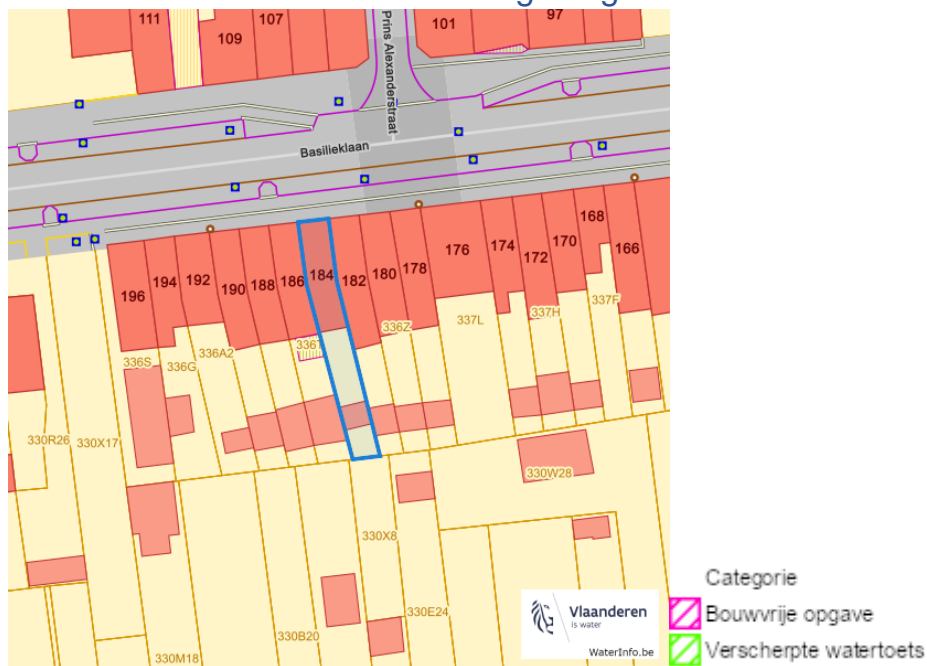 111
107
109
101
97
Prins Alexanderstraat
Basilieklaan
196
194
192
190
188
186
184
182
180
178
176
174
172
170
168
166
336S
336G
336A2
336Z
337L
337H
337F
330R26
330X17
330W28
330X8
330E24
330B20
330M18
Vlaanderen
is water
WaterInfo.be
Categorie
Bouwvrije opgave
Verscherpte watertoets